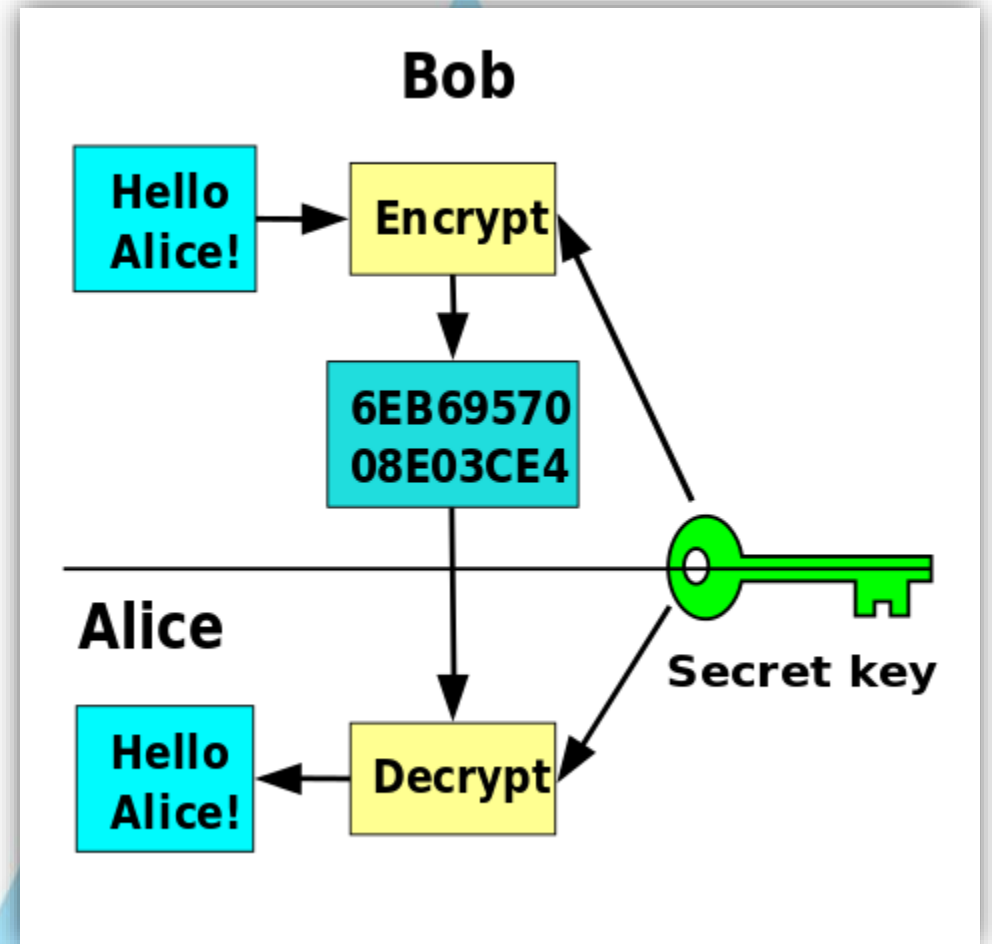 Bob
Hello
Alice!
Encrypt
6EB69570
08E03CE4
Alice
Secret key
Hello
Alice!
Decrypt